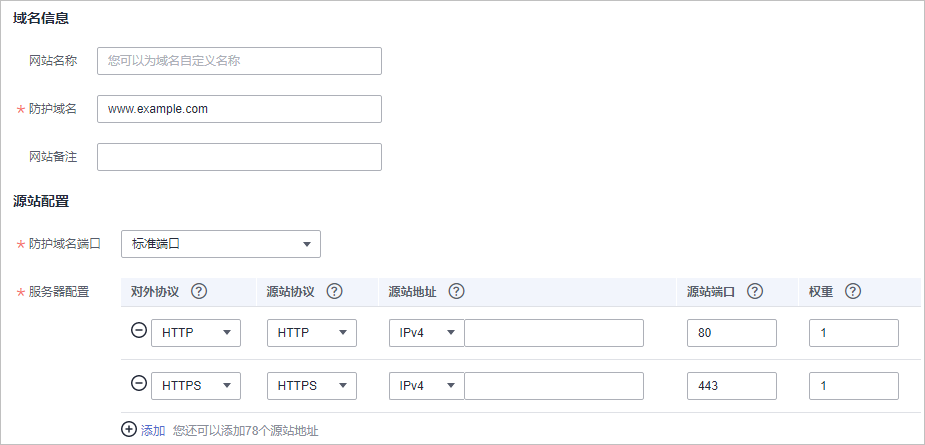 域名信息
网站名称 您可以为域名自定义名称
* 防护域名 www.example.com
网站备注
源站配置
* 防护域名端口 标准端口
* 服务器配置 对外协议 ? 源站协议 ? 源站地址 ? 源站端口 ? 权重 ?
HTTP HTTP IPv4 80 1
HTTPS HTTPS IPv4 443 1
添加 您还可以添加78个源站地址